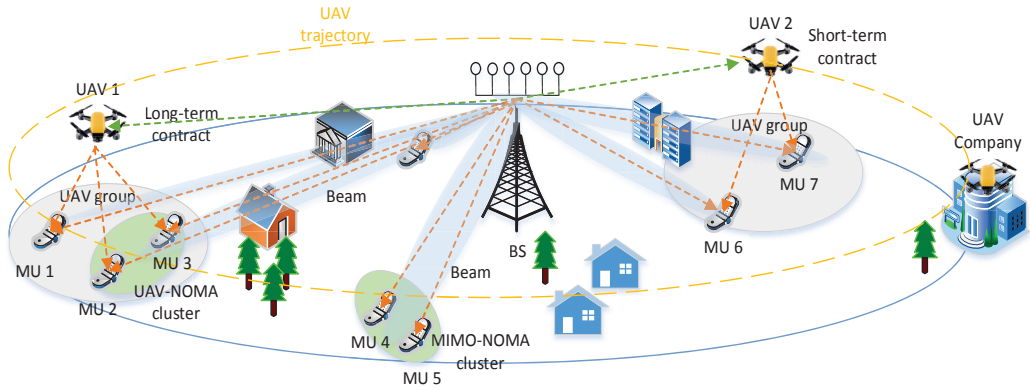 UAV
trajectory
UAV 2
Short-term
contract
UAV 1
Long-term
contract
UAV group
UAV
Company
MU 7
UAV group
Beam
MU 6
BS
MU 3
MU 1
MU 2
UAV-NOMA
cluster
Beam
MU 4
MIMO-NOMA
cluster
MU 5